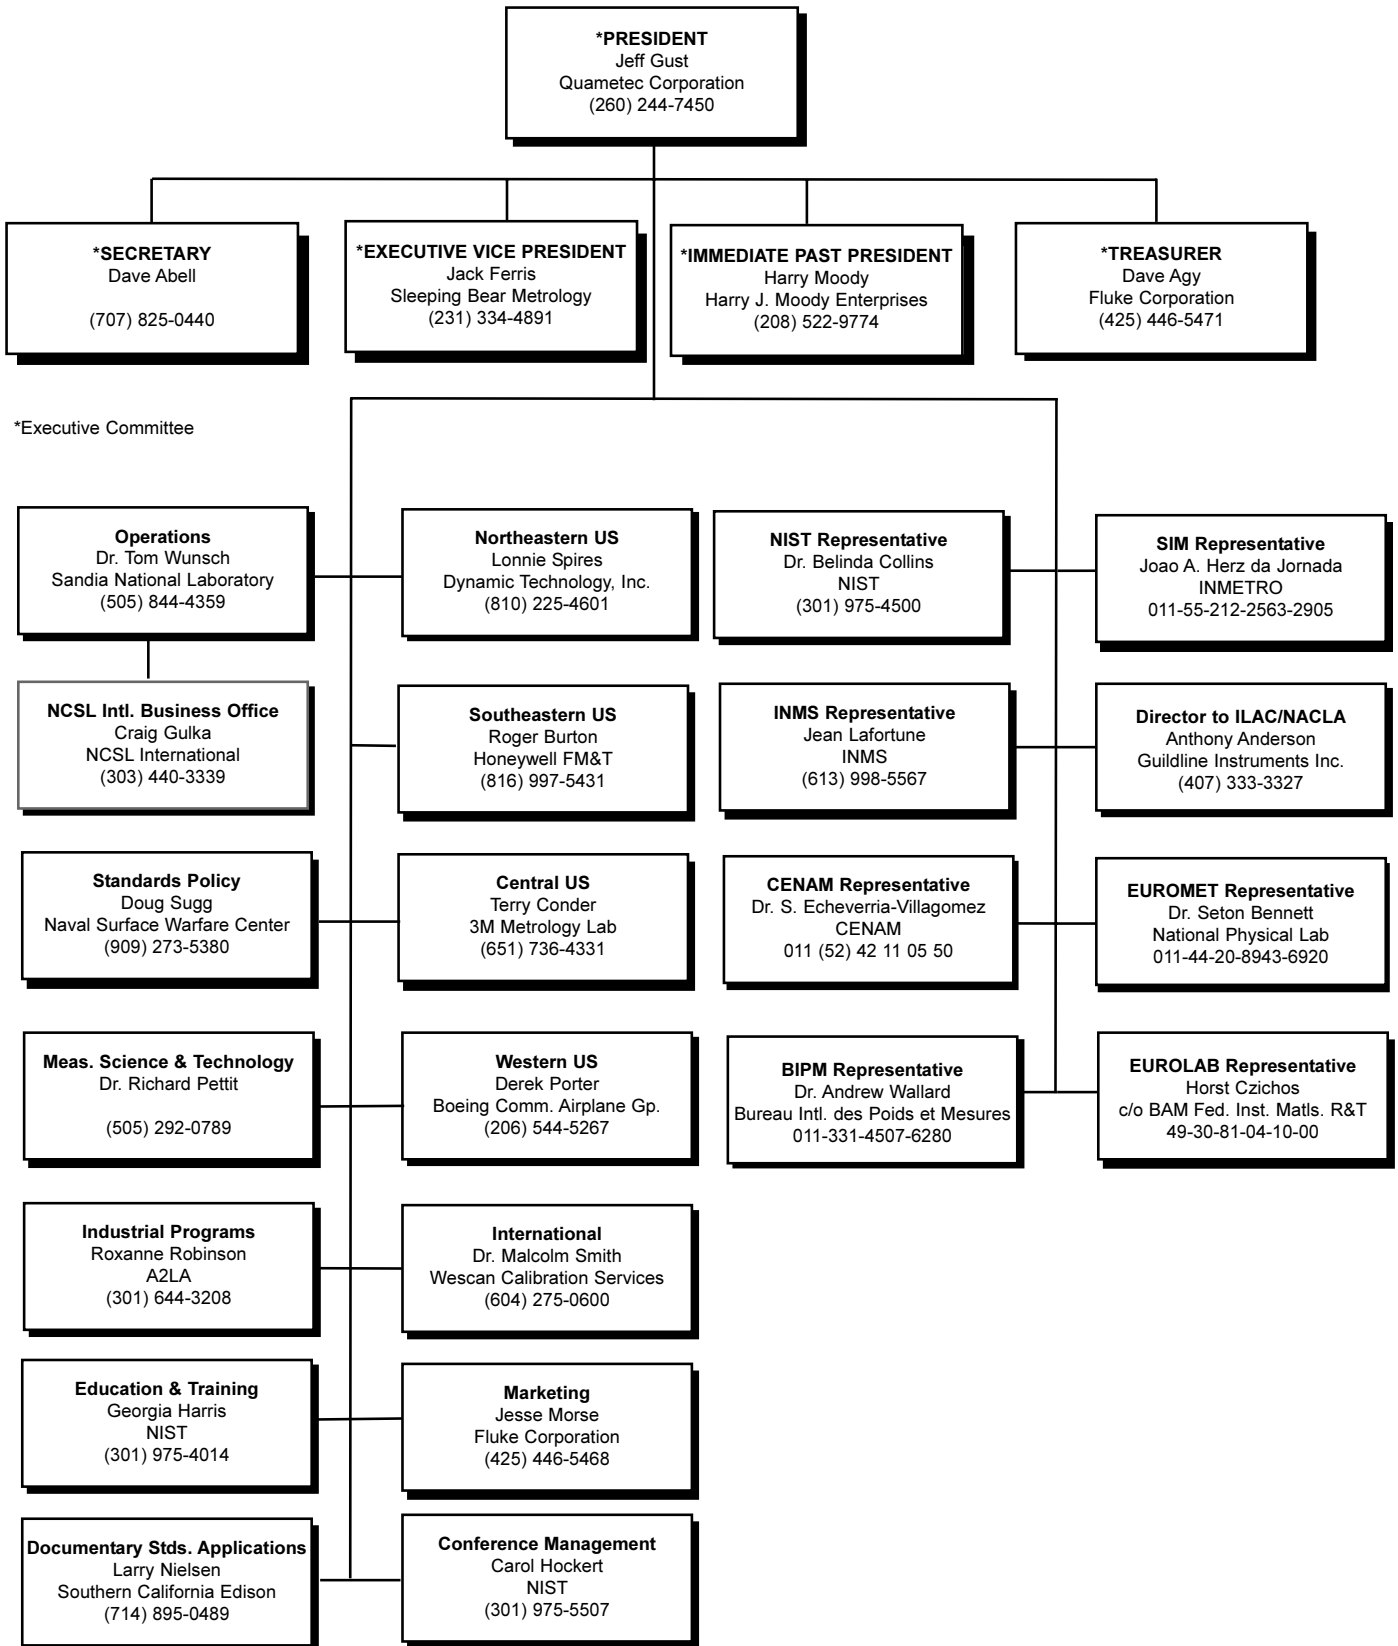 *PRESIDENT
Jeff Gust
Quametec Corporation
(260) 244-7450
*SECRETARY
Dave Abell
(707) 825-0440
*EXECUTIVE VICE PRESIDENT
Jack Ferris
Sleeping Bear Metrology
(231) 334-4891
*IMMEDIATE PAST PRESIDENT
Harry Moody
Harry J. Moody Enterprises
(208) 522-9774
*TREASURER
Dave Agy
Fluke Corporation
(425) 446-5471
*Executive Committee
Operations
Dr. Tom Wunsch
Sandia National Laboratory
(505) 844-4359
Northeastern US
Lonnie Spires
Dynamic Technology, Inc.
(810) 225-4601
NIST Representative
Dr. Belinda Collins
NIST
(301) 975-4500
SIM Representative
Joao A. Herz da Jornada
INMETRO
011-55-212-2563-2905
NCSL Intl. Business Office
Craig Gulka
NCSL International
(303) 440-3339
Southeastern US
Roger Burton
Honeywell FM&T
(816) 997-5431
INMS Representative
Jean Lafortune
INMS
(613) 998-5567
Director to ILAC/NACLA
Anthony Anderson
Guildline Instruments Inc.
(407) 333-3327
Standards Policy
Doug Sugg
Naval Surface Warfare Center
(909) 273-5380
Central US
Terry Conder
3M Metrology Lab
(651) 736-4331
CENAM Representative
Dr. S. Echeverria-Villagomez
CENAM
011 (52) 42 11 05 50
EUROMET Representative
Dr. Seton Bennett
National Physical Lab
011-44-20-8943-6920
Meas. Science & Technology
Dr. Richard Pettit
(505) 292-0789
Western US
Derek Porter
Boeing Comm. Airplane Gp.
(206) 544-5267
BIPM Representative
Dr. Andrew Wallard
Bureau Intl. des Poids et Mesures
011-331-4507-6280
EUROLAB Representative
Horst Czichos
c/o BAM Fed. Inst. Matls. R&T
49-30-81-04-10-00
Industrial Programs
Roxanne Robinson
A2LA
(301) 644-3208
International
Dr. Malcolm Smith
Wescan Calibration Services
(604) 275-0600
Education & Training
Georgia Harris
NIST
(301) 975-4014
Marketing
Jesse Morse
Fluke Corporation
(425) 446-5468
Documentary Stds. Applications
Larry Nielsen
Southern California Edison
(714) 895-0489
Conference Management
Carol Hockert
NIST
(301) 975-5507